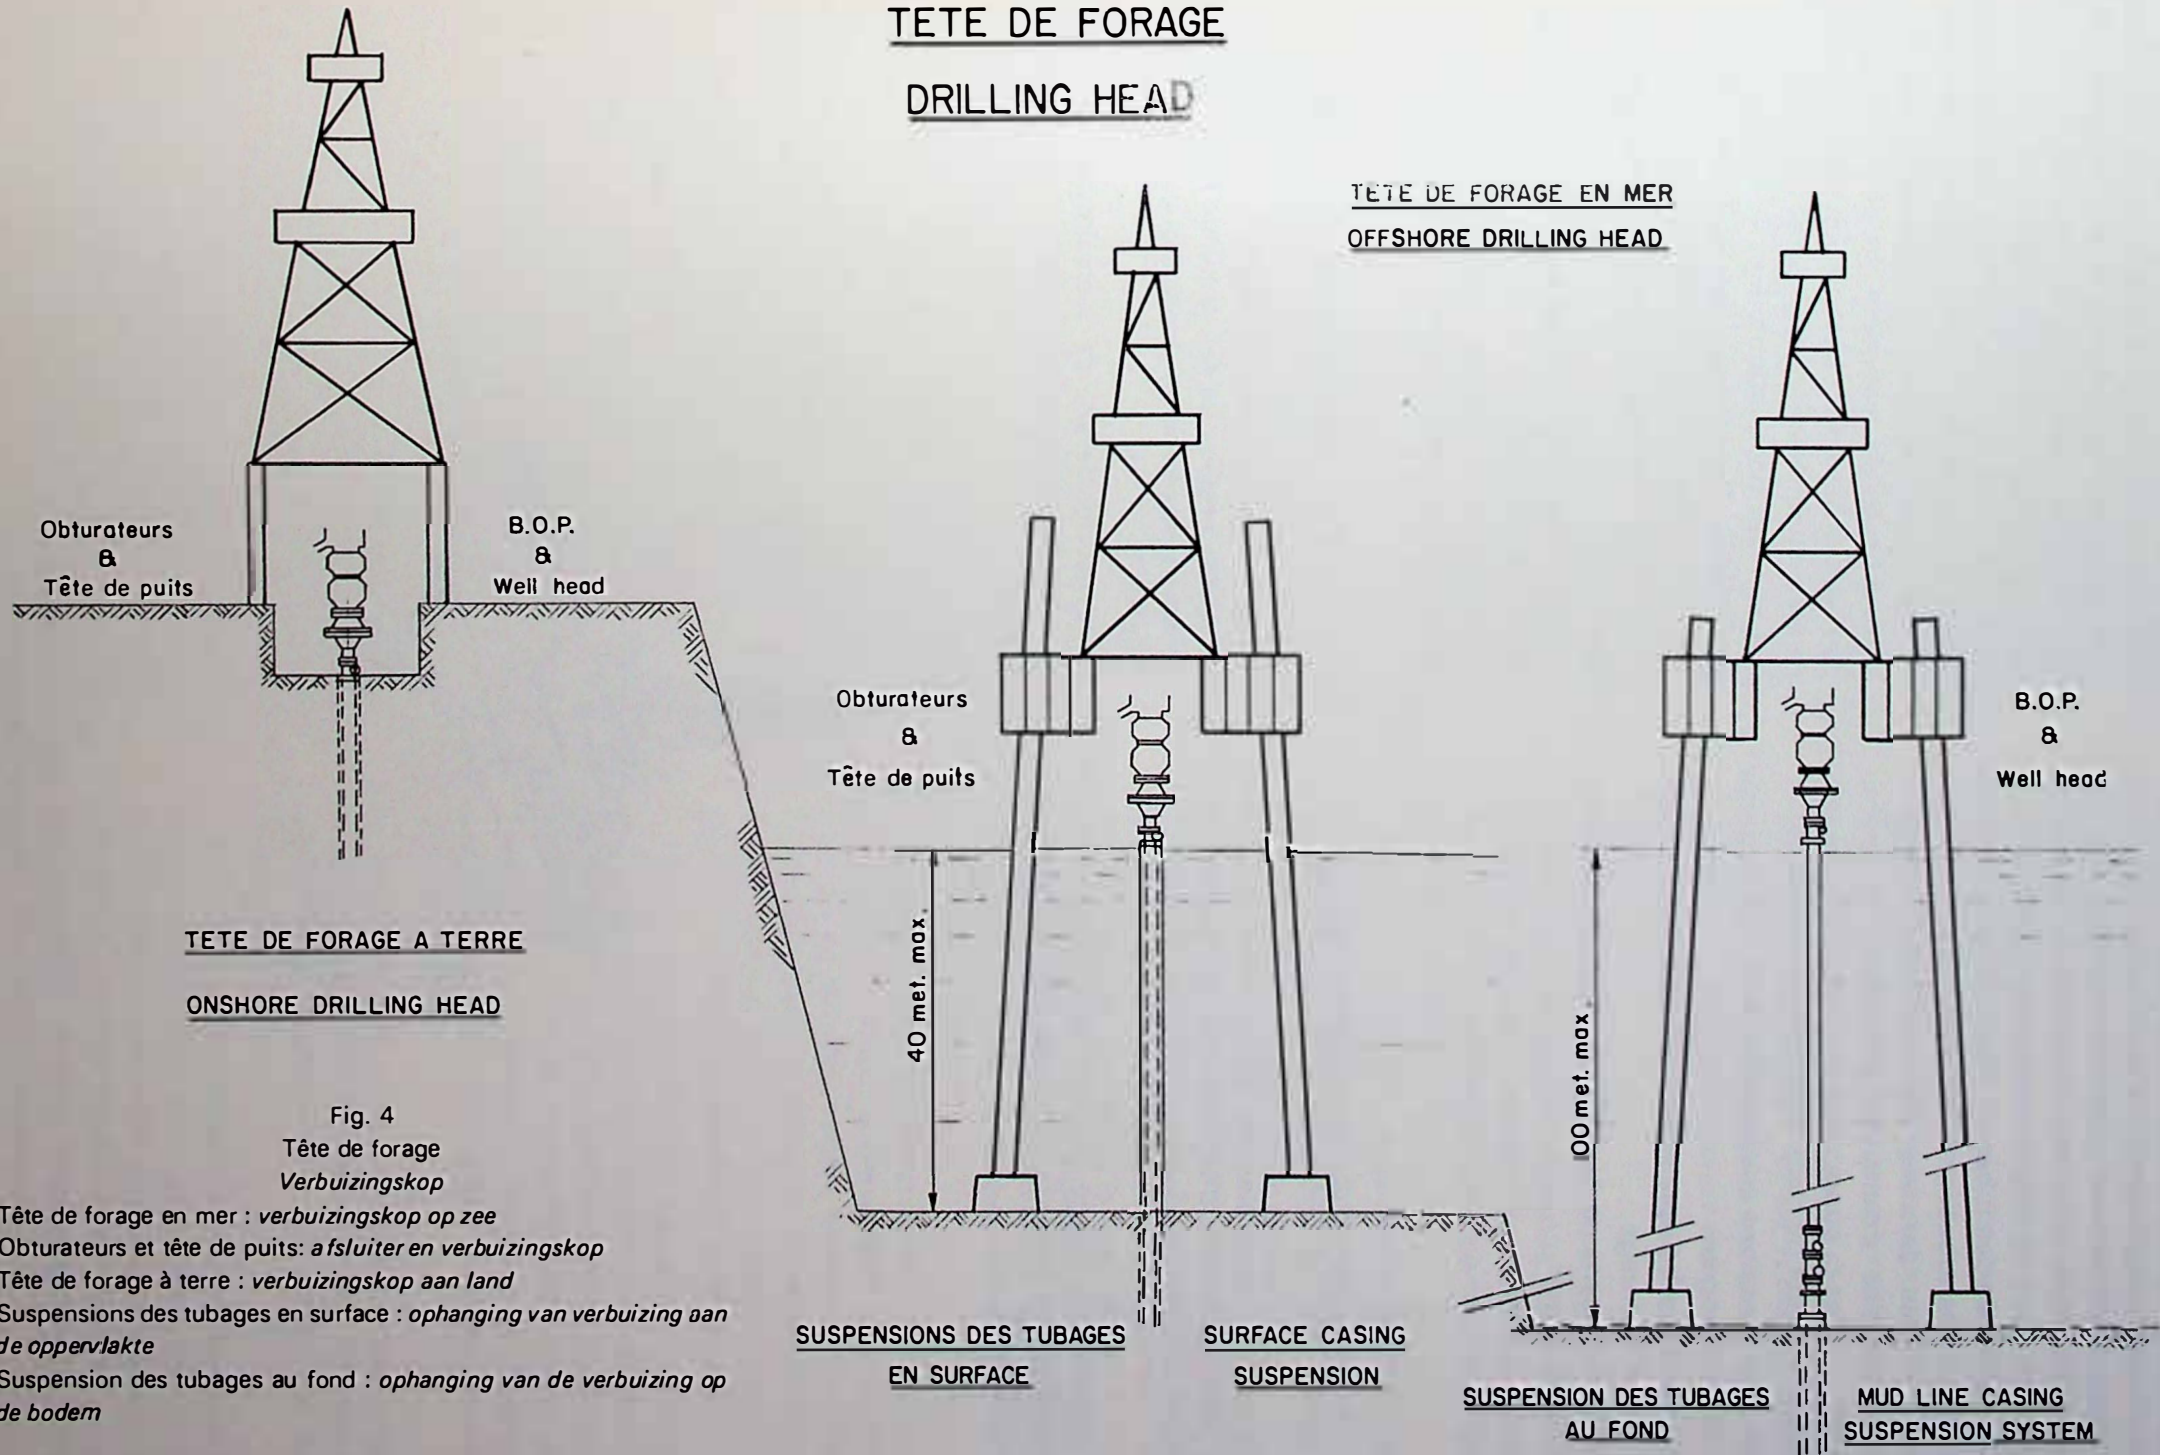 TETE DE FORAGE
DRILLING HEAD
TETE DE FORAGE EN MER
OFFSHORE DRILLING HEAD
Obturateurs
&
Tête de puits
B.O.P.
&
Well head
Obturateurs
&
Tête de puits
B.O.P.
&
Well head
40 met. max.
100 met. max.
TETE DE FORAGE A TERRE
ONSHORE DRILLING HEAD
Fig. 4
Tête de forage
Verbuizingskop
Tête de forage en mer : verbuizingskop op zee
Obturateurs et tête de puits: afsluiter en verbuizingskop
Tête de forage à terre : verbuizingskop aan land
Suspensions des tubages en surface : ophanging van verbuizing aan
de oppervlakte
Suspension des tubages au fond : ophanging van de verbuizing op
de bodem
SUSPENSIONS DES TUBAGES
EN SURFACE
SURFACE CASING
SUSPENSION
SUSPENSION DES TUBAGES
AU FOND
MUD LINE CASING
SUSPENSION SYSTEM